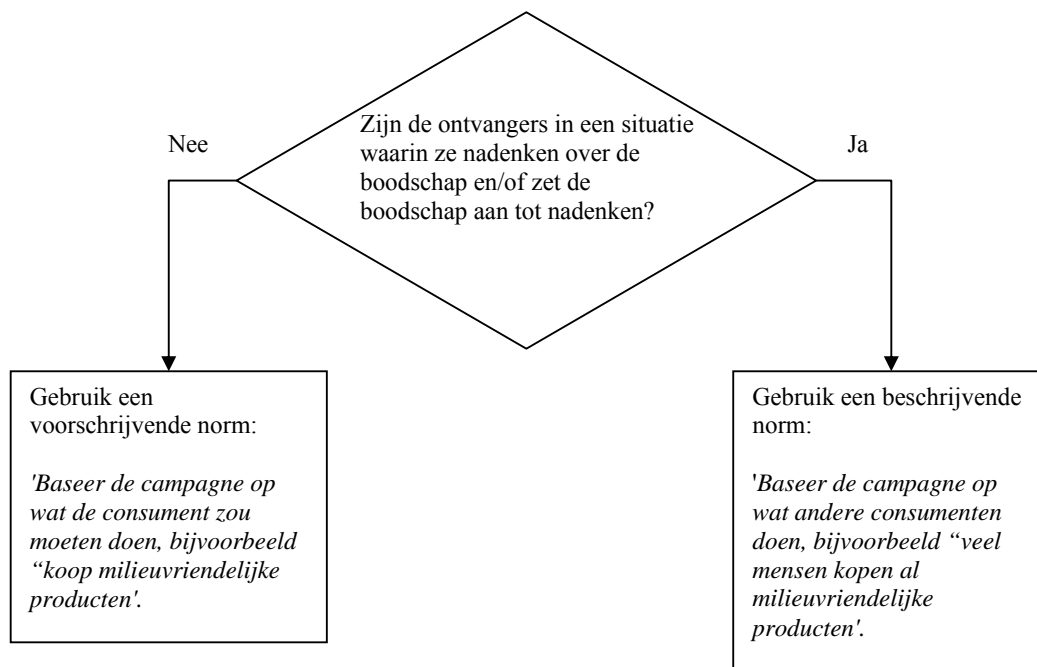 Zijn de ontvangers in een situatie
waarin ze nadenken over de
boodschap en/of zet de
boodschap aan tot nadenken?
Nee
Ja
Gebruik een
voorschrijvende norm:
'Baseer de campagne op
wat de consument zou
moeten doen, bijvoorbeeld
“koop milieuvriendelijke
producten'.
Gebruik een beschrijvende
norm:
'Baseer de campagne op
wat andere consumenten
doen, bijvoorbeeld “veel
mensen kopen al
milieuvriendelijke
producten'.